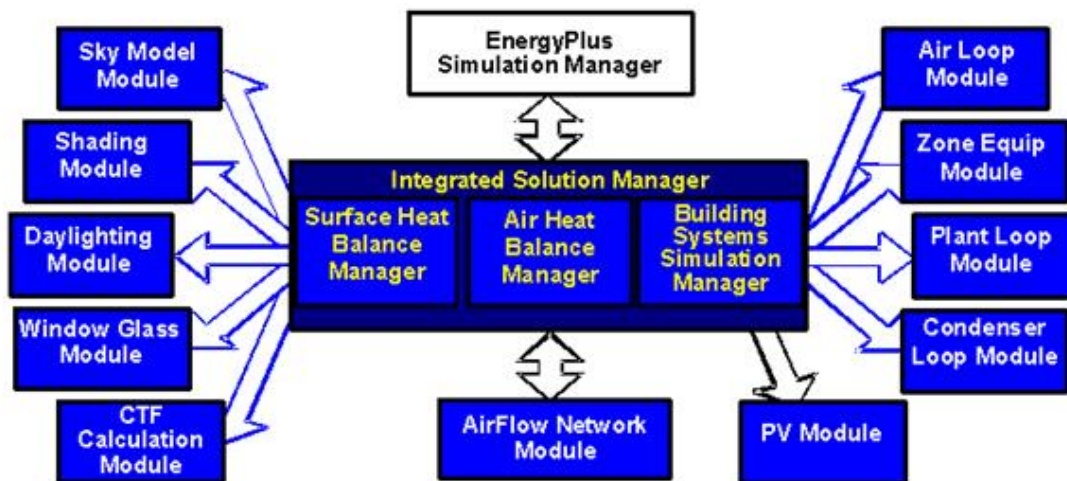 EnergyPlus
Simulation Manager
Sky Model
Module
Shading
Module
Daylighting
Module
Window Glass
Module
CTF
Calculation
Module
Integrated Solution Manager
Surface Heat
Balance
Manager
Air Heat
Balance
Manager
Building
Systems
Simulation
Manager
Air Loop
Module
Zone Equip
Module
Plant Loop
Module
Condenser
Loop Module
AirFlow Network
Module
PV Module